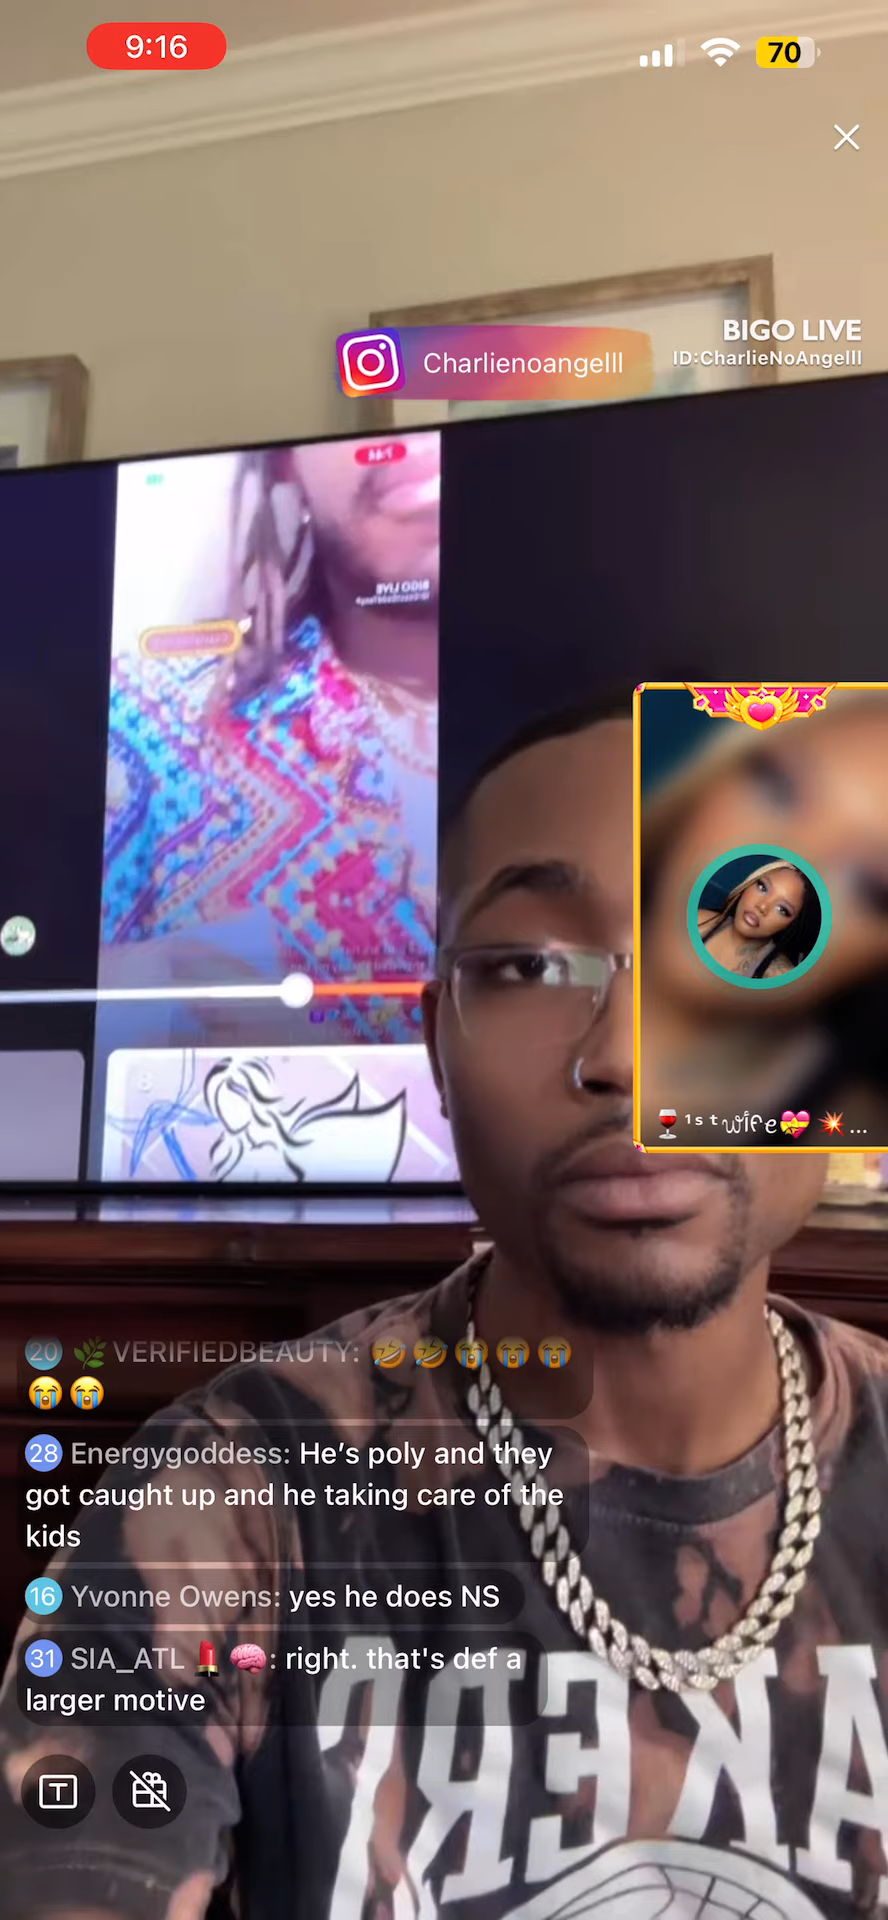 9:16
70
BIGO LIVE
Charlienoangelll
ID:CharlieNoAngelll
🍷 ¹ˢᵗ wife💝 💥...
20 🌿 VERIFIEDBEAUTY: 🤣🤣😭😭😭
😭😭
28 Energygoddess: He’s poly and they
got caught up and he taking care of the
kids
16 Yvonne Owens: yes he does NS
31 SIA_ATL 💄🧠: right. that's def a
larger motive
T